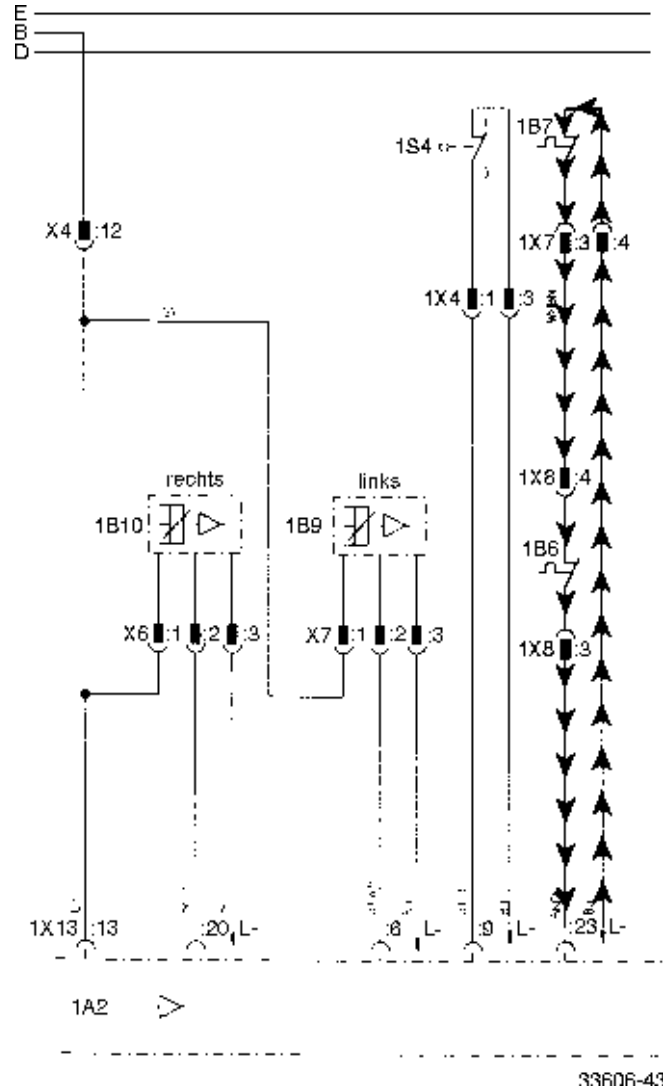 E
B
D
1S4
1B7
X4 :12
1X7 :3 :4
1X4 :1 :3
rechts links
1X8 :4
1B10 1B9
1B6
X6 :1 :2 :3 X7 :1 :2 :3
1X8 :3
1X13 :13 :20 L- :6 L- :9 L- :23 L-
1A2
33606-43